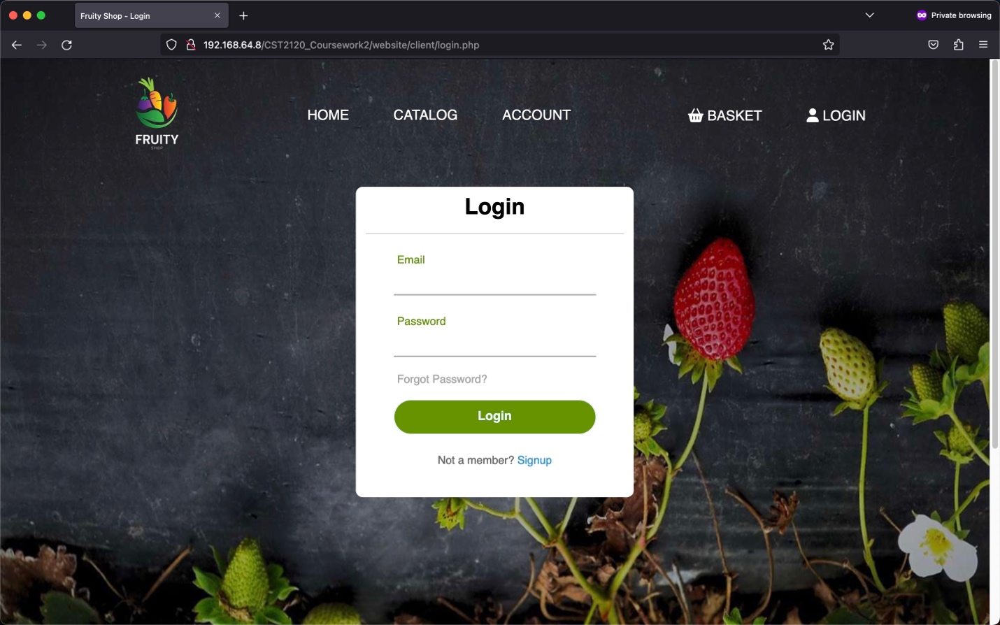 Fruity Shop - Login
Private browsing
192.168.64.8/CST2120_Coursework2/website/client/login.php
FRUITY
SHOP
HOME
CATALOG
ACCOUNT
BASKET
LOGIN
Login
Email
Password
Forgot Password?
Login
Not a member? Signup